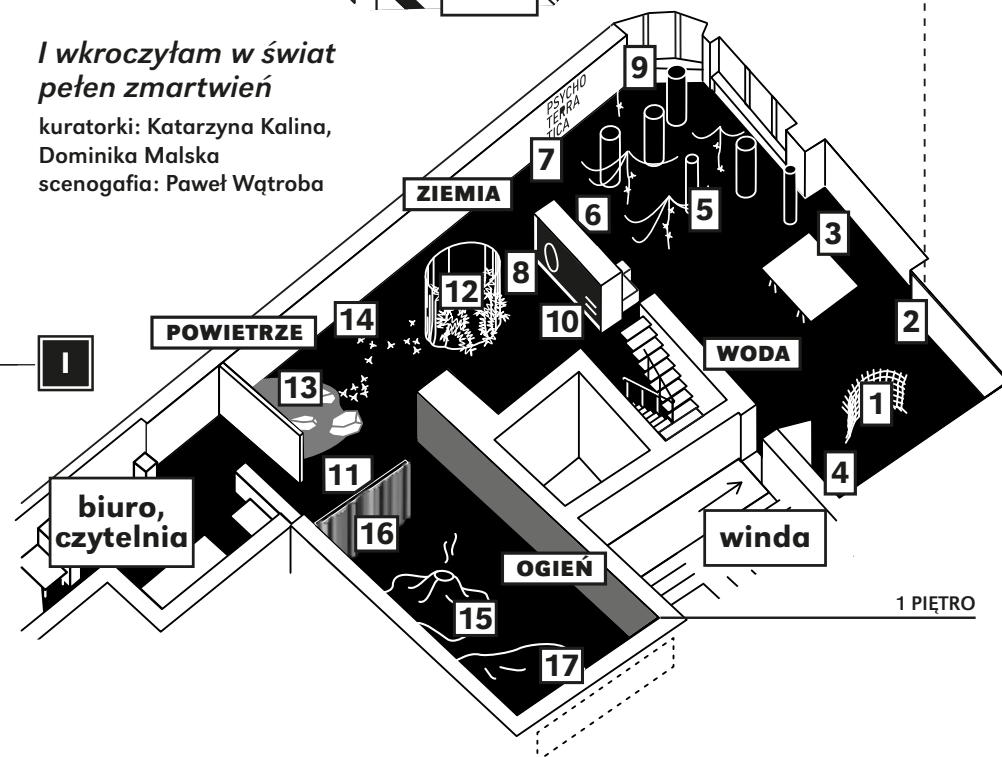 I wkroczyłam w świat
pełen zmartwień
kuratorki: Katarzyna Kalina,
Dominika Malska
scenogafia: Paweł Wątroba
9
PSYCHO
TERRA
TICA
7
ZIEMIA
6
5
3
8
12
14
10
2
POWIETRZE
WODA
I
13
1
11
4
biuro,
czytelnia
16
winda
OGIEŃ
1 PIĘTRO
15
17